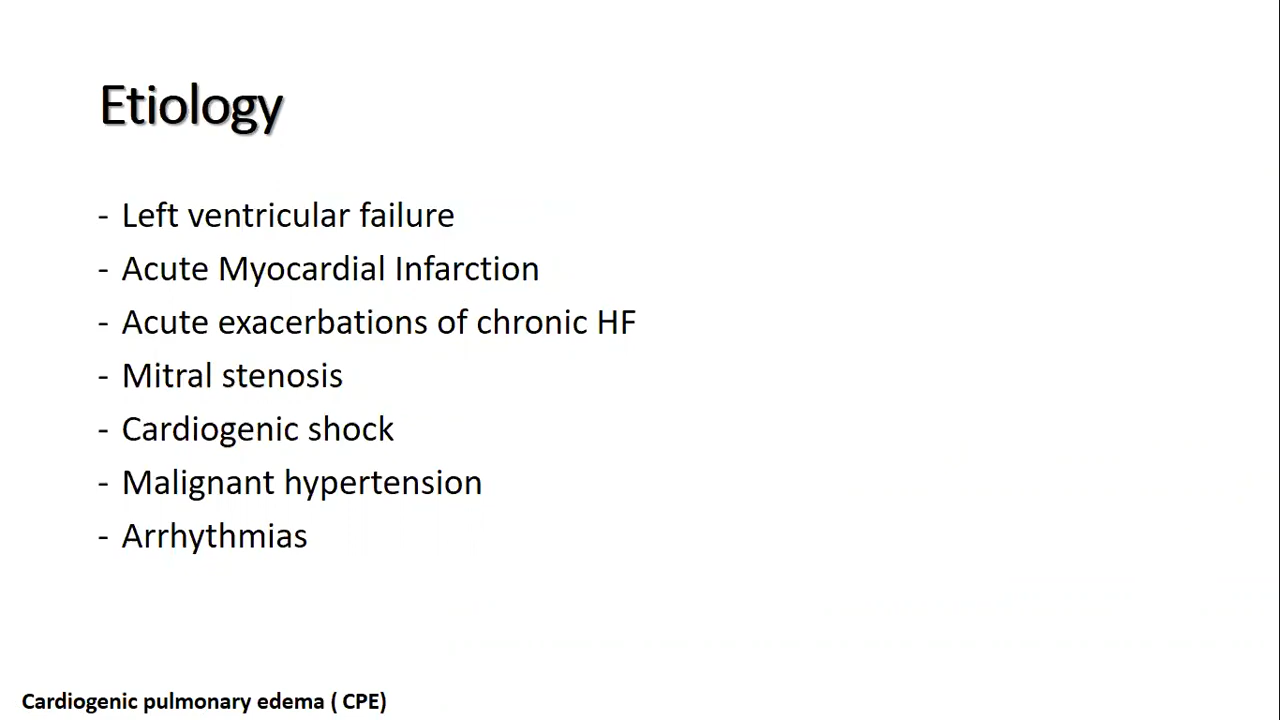 Etiology
- Left ventricular failure
- Acute Myocardial Infarction
- Acute exacerbations of chronic HF
- Mitral stenosis
- Cardiogenic shock
- Malignant hypertension
- Arrhythmias
Cardiogenic pulmonary edema ( CPE)